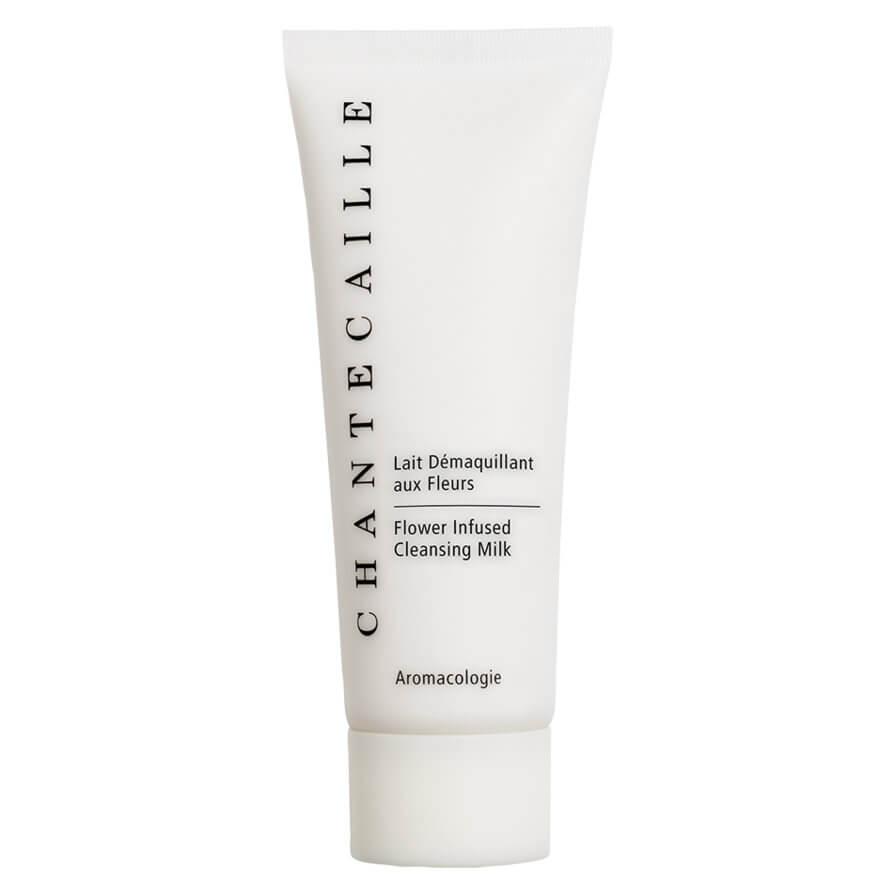 CHANTECAILLE
Lait Démaquillant
aux Fleurs
Flower Infused
Cleansing Milk
Aromacologie